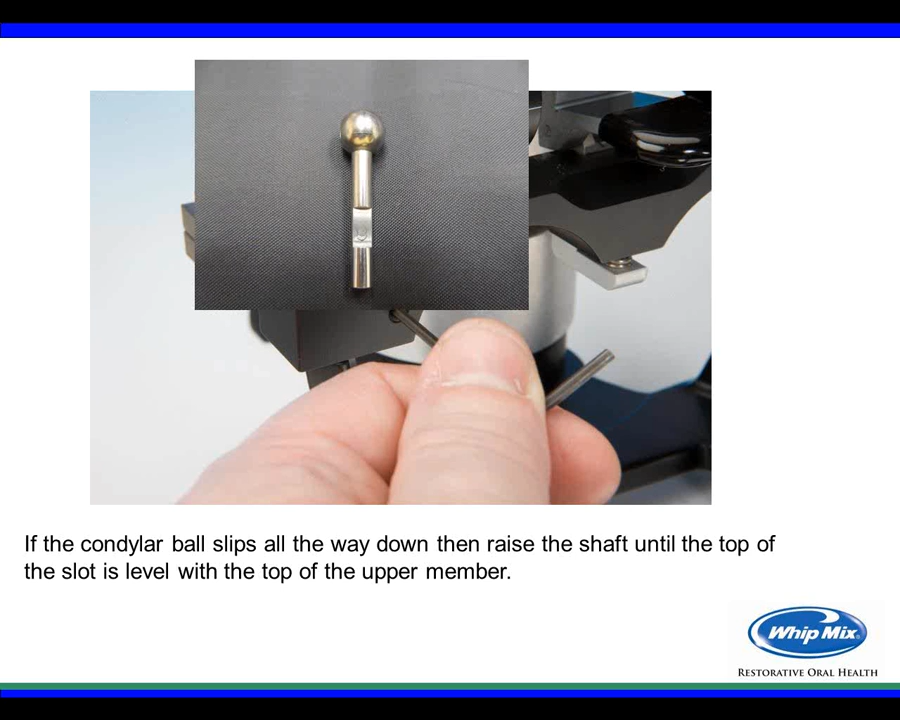 If the condylar ball slips all the way down then raise the shaft until the top of
the slot is level with the top of the upper member.
Whip Mix®
RESTORATIVE ORAL HEALTH